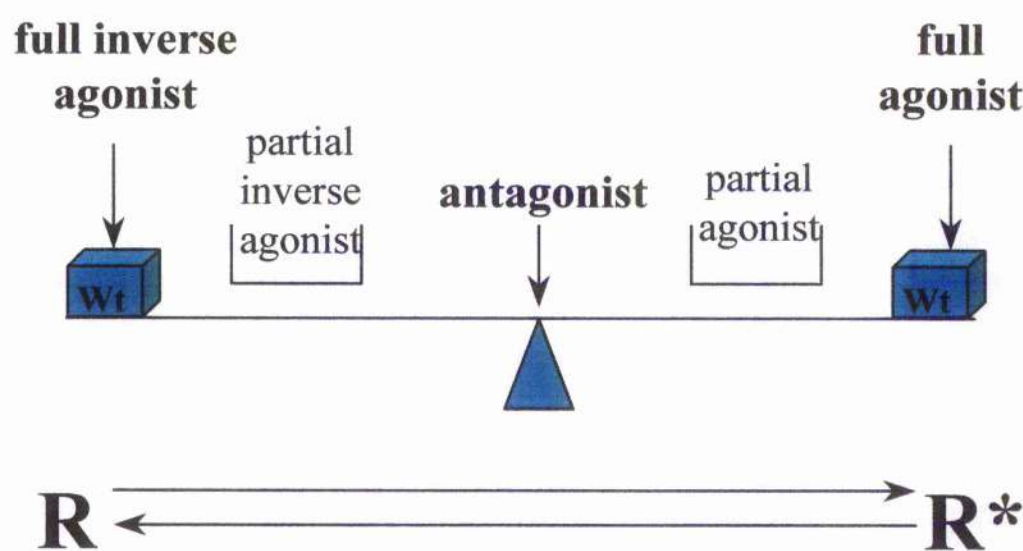 full inverse
agonist
full
agonist
partial
inverse
agonist
antagonist
partial
agonist
Wt
Wt
R
R*